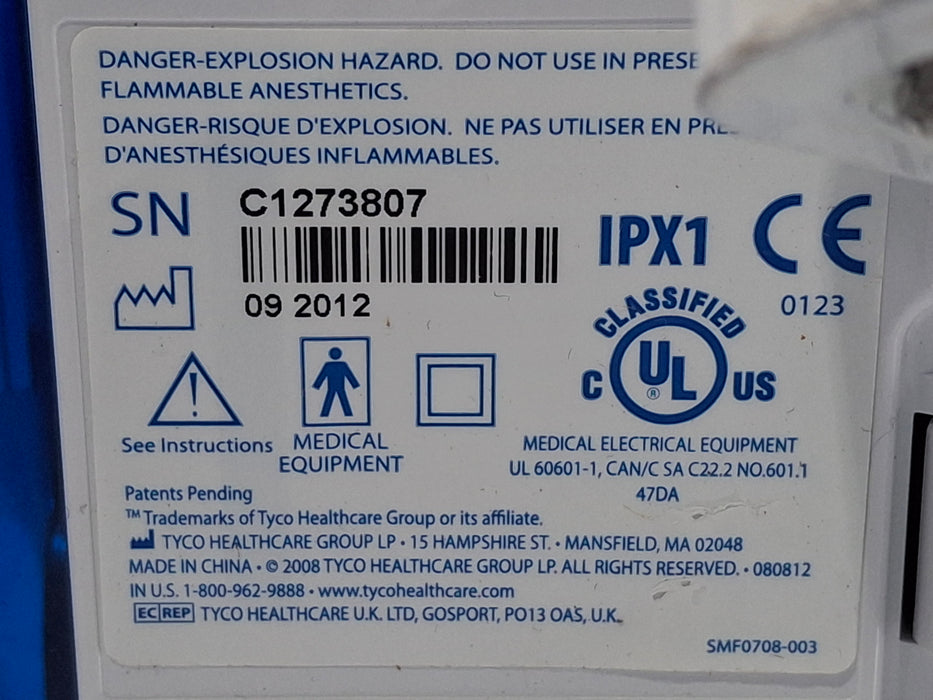 DANGER-EXPLOSION HAZARD. DO NOT USE IN
FLAMMABLE ANESTHETICS.
DANGER-RISQUE D'EXPLOSION. NE PAS UTILISER EN
D'ANESTHÉSIQUES INFLAMMABLES.
SN C1273807
IPX1 CE
09 2012
0123
CLASSIFIED
C UL ® US
See Instructions
MEDICAL
EQUIPMENT
MEDICAL ELECTRICAL EQUIPMENT
UL 60601-1, CAN/C SA C22.2 NO.601.1
47DA
Patents Pending
™ Trademarks of Tyco Healthcare Group or its affiliate.
TYCO HEALTHCARE GROUP LP • 15 HAMPSHIRE ST. • MANSFIELD, MA 02048
MADE IN CHINA • © 2008 TYCO HEALTHCARE GROUP LP. ALL RIGHTS RESERVED. • 080812
IN U.S. 1-800-962-9888 • www.tycohealthcare.com
EC REP TYCO HEALTHCARE U.K. LTD, GOSPORT, PO13 OAS, U.K.
SMF0708-003